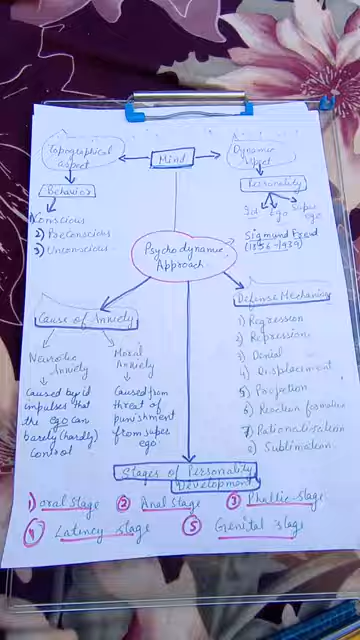 Topographical
aspect
Mind
Dynamic
Aspect
Behavior
1) Conscious
2) Preconscious
3) Unconscious
Personality
Id Ego Super
ego
Sigmund Freud
(1856-1939)
Psychodynamic
Approach
Cause of Anxiety
Neurotic
Anxiety
Caused by id
impulses that
the ego can
barely (hardly)
control
Moral
Anxiety
Caused from
threat of
punishment
from super
ego.
Defense Mechanism
1) Regression
2) Repression
3) Denial
4) Displacement
5) Projection
6) Reaction formation
7) Rationalisation
8) Sublimation
Stages of Personality
Development
1) oral Stage 2 Anal Stage 3 Phallic stage
4 Latency stage 5 Genital stage